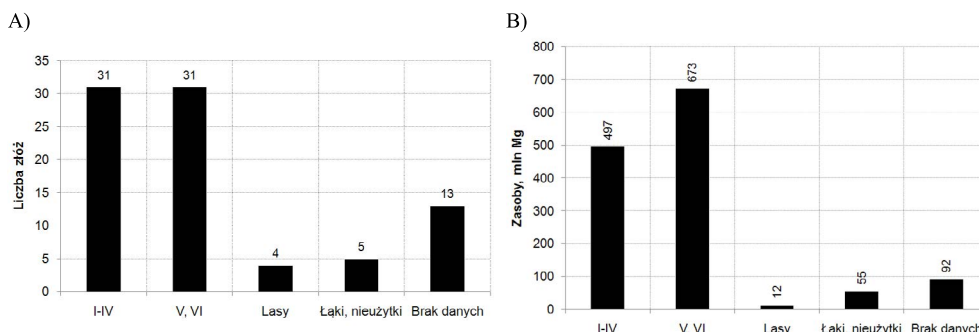 A)
35
30
25
20
15
10
5
0
Liczba złóż
31
31
4
5
13
I-IV
V, VI
Lasy
Łąki, nieużytki
Brak danych
B)
800
700
600
500
400
300
200
100
0
Zasoby, mln Mg
497
673
12
55
92
I-IV
V, VI
Lasy
Łąki, nieużytki
Brak danych